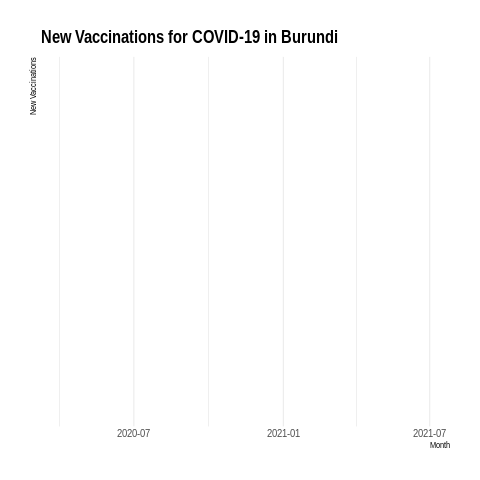 New Vaccinations for COVID-19 in Burundi
New Vaccinations
2020-07
2021-01
2021-07
Month